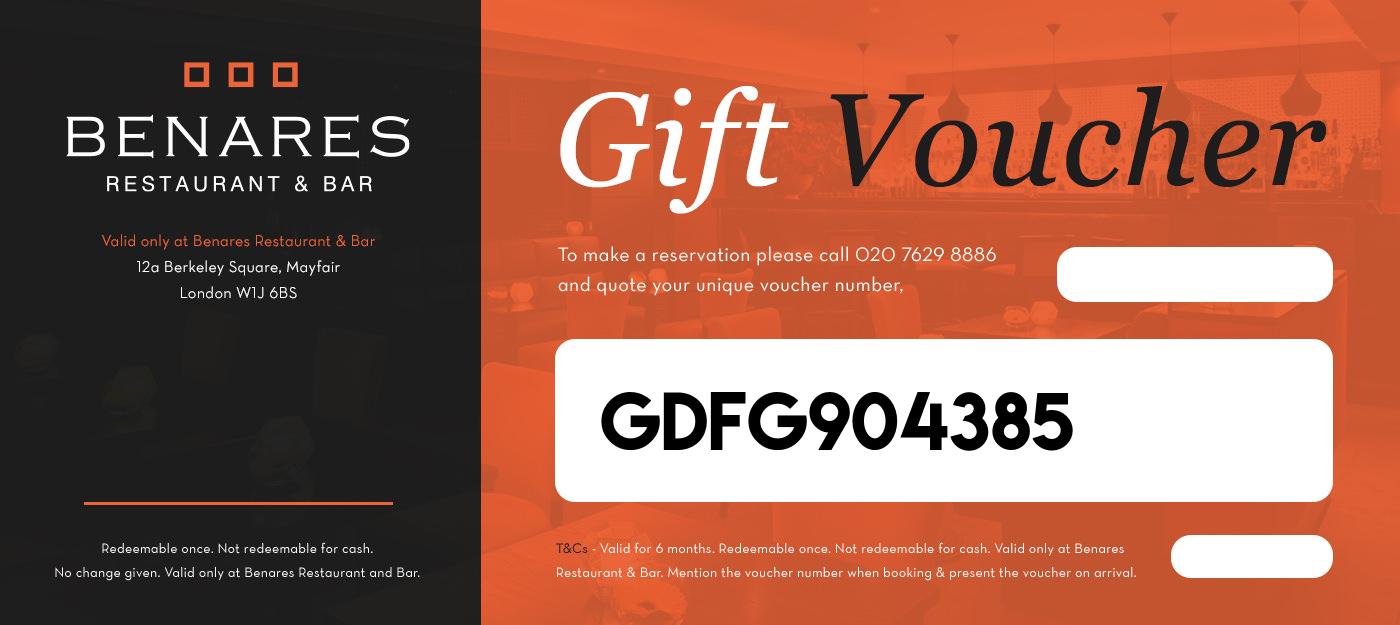 BENARES
RESTAURANT & BAR
Valid only at Benares Restaurant & Bar
12a Berkeley Square, Mayfair
London W1J 6BS
Redeemable once. Not redeemable for cash.
No change given. Valid only at Benares Restaurant and Bar.
Gift Voucher
To make a reservation please call 020 7629 8886
and quote your unique voucher number,
GDFG904385
T&Cs - Valid for 6 months. Redeemable once. Not redeemable for cash. Valid only at Benares
Restaurant & Bar. Mention the voucher number when booking & present the voucher on arrival.